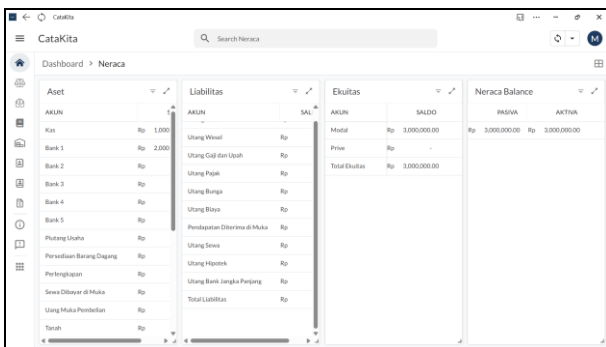 CataKita
CataKita
Search Neraca
M
Dashboard > Neraca
Aset
AKUN
Kas Rp 1,000
Bank 1 Rp 2,000
Bank 2 Rp
Bank 3 Rp
Bank 4 Rp
Bank 5 Rp
Piutang Usaha Rp
Persediaan Barang Dagang Rp
Perlengkapan Rp
Sewa Dibayar di Muka Rp
Uang Muka Pembelian Rp
Tanah Rp
Liabilitas
AKUN SAL
Utang Wesel Rp
Utang Gaji dan Upah Rp
Utang Pajak Rp
Utang Bunga Rp
Utang Biaya Rp
Pendapatan Diterima di Muka Rp
Utang Sewa Rp
Utang Hipotek Rp
Utang Bank Jangka Panjang Rp
Total Liabilitas Rp
Ekuitas
AKUN SALDO
Modal Rp 3,000,000.00
Prive Rp -
Total Ekuitas Rp 3,000,000.00
Neraca Balance
PASIVA AKTIVA
Rp 3,000,000.00 Rp 3,000,000.00